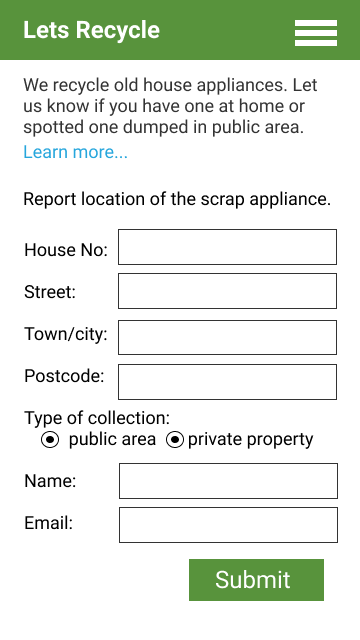 Lets Recycle
We recycle old house appliances. Let
us know if you have one at home or
spotted one dumped in public area.
Learn more...
Report location of the scrap appliance.
House No:
Street:
Town/city:
Postcode:
Type of collection:
public area private property
Name:
Email:
Submit